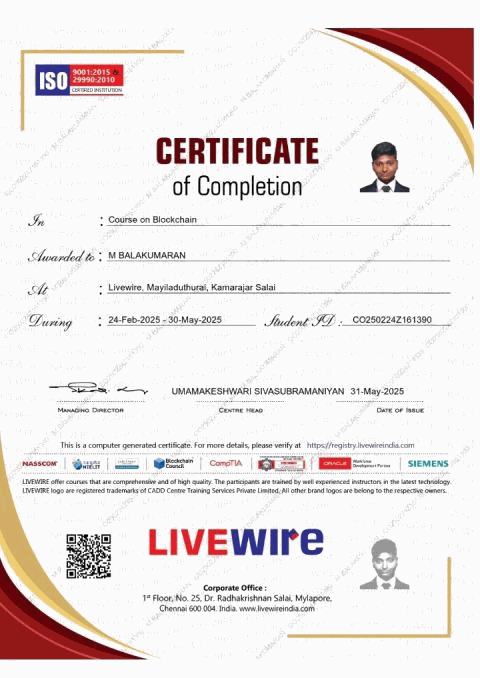 ISO 9001:2015 &
29990:2010
CERTIFIED INSTITUTION
CERTIFICATE
of Completion
In : Course on Blockchain
Awarded to : M BALAKUMARAN
At : Livewire, Mayiladuthurai, Kamarajar Salai
During : 24-Feb-2025 - 30-May-2025 Student ID : CO250224Z161390
UMAMAKESHWARI SIVASUBRAMANIYAN 31-May-2025
MANAGING DIRECTOR CENTRE HEAD DATE OF ISSUE
This is a computer generated certificate. For more details, please verify at https://registry.livewireindia.com
NASSCOM NIELIT Blockchain Council CompTIA ORACLE Workforce Development Partner SIEMENS
LIVEWIRE offer courses that are comprehensive and of high quality. The participants are trained by well experienced instructors in the latest technology.
LIVEWIRE logo are registered trademarks of CADD Centre Training Services Private Limited. All other brand logos are belong to the respective owners.
LIVEWIRE
Corporate Office :
1st Floor, No. 25, Dr. Radhakrishnan Salai, Mylapore,
Chennai 600 004. India. www.livewireindia.com